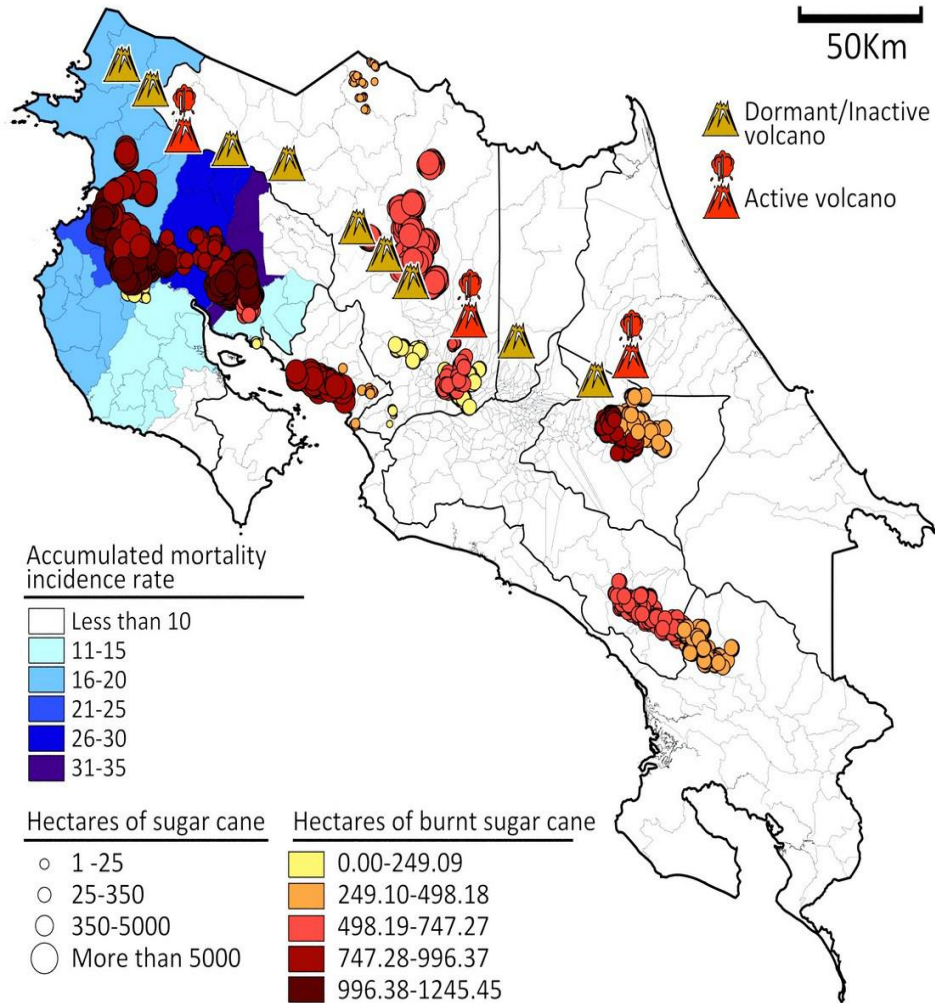 50Km
Dormant/Inactive
volcano
Active volcano
Accumulated mortality
incidence rate
Less than 10
11-15
16-20
21-25
26-30
31-35
Hectares of sugar cane
1 -25
25-350
350-5000
More than 5000
Hectares of burnt sugar cane
0.00-249.09
249.10-498.18
498.19-747.27
747.28-996.37
996.38-1245.45